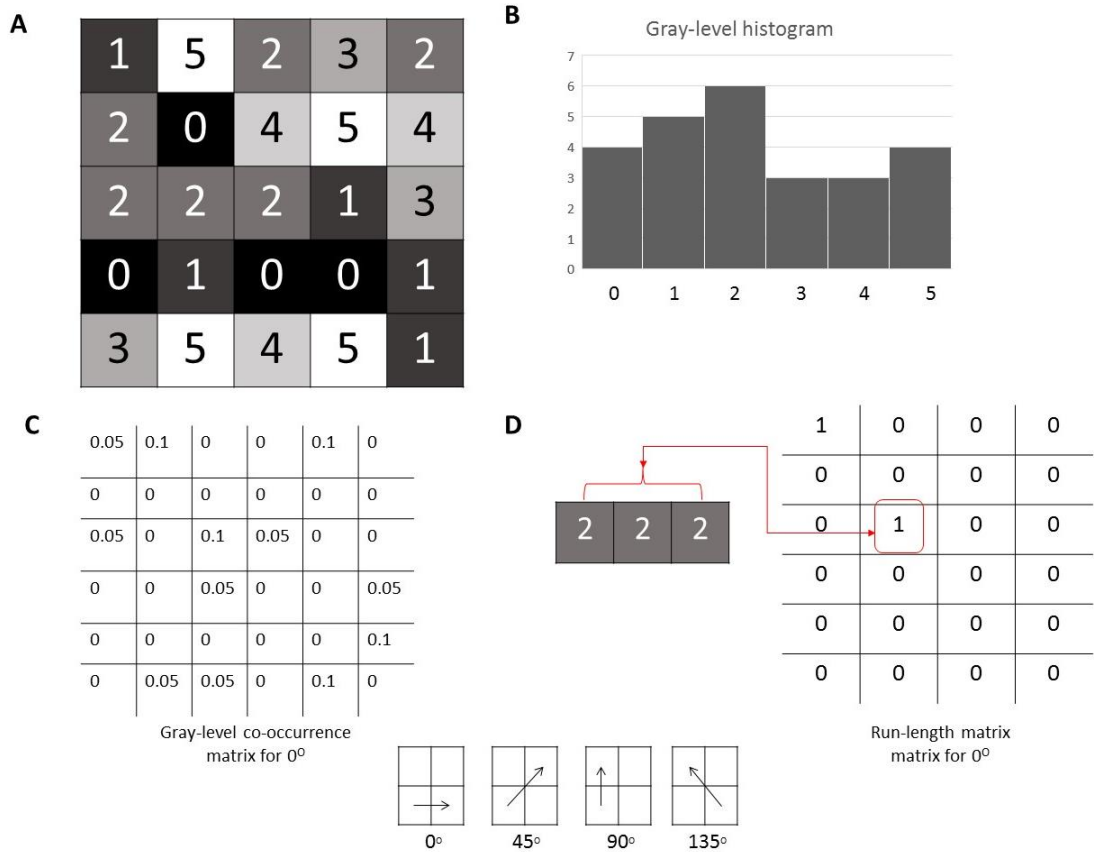 A
1 5 2 3 2
2 0 4 5 4
2 2 2 1 3
0 1 0 0 1
3 5 4 5 1
B
Gray-level histogram
7
6
5
4
3
2
1
0
0 1 2 3 4 5
C
0.05 0.1 0 0 0.1 0
0 0 0 0 0 0
0.05 0 0.1 0.05 0 0
0 0 0.05 0 0 0.05
0 0 0 0 0 0.1
0 0.05 0.05 0 0.1 0
Gray-level co-occurrence
matrix for 0⁰
D
2 2 2
1 0 0 0
0 0 0 0
0 1 0 0
0 0 0 0
0 0 0 0
0 0 0 0
Run-length matrix
matrix for 0⁰
0° 45° 90° 135°